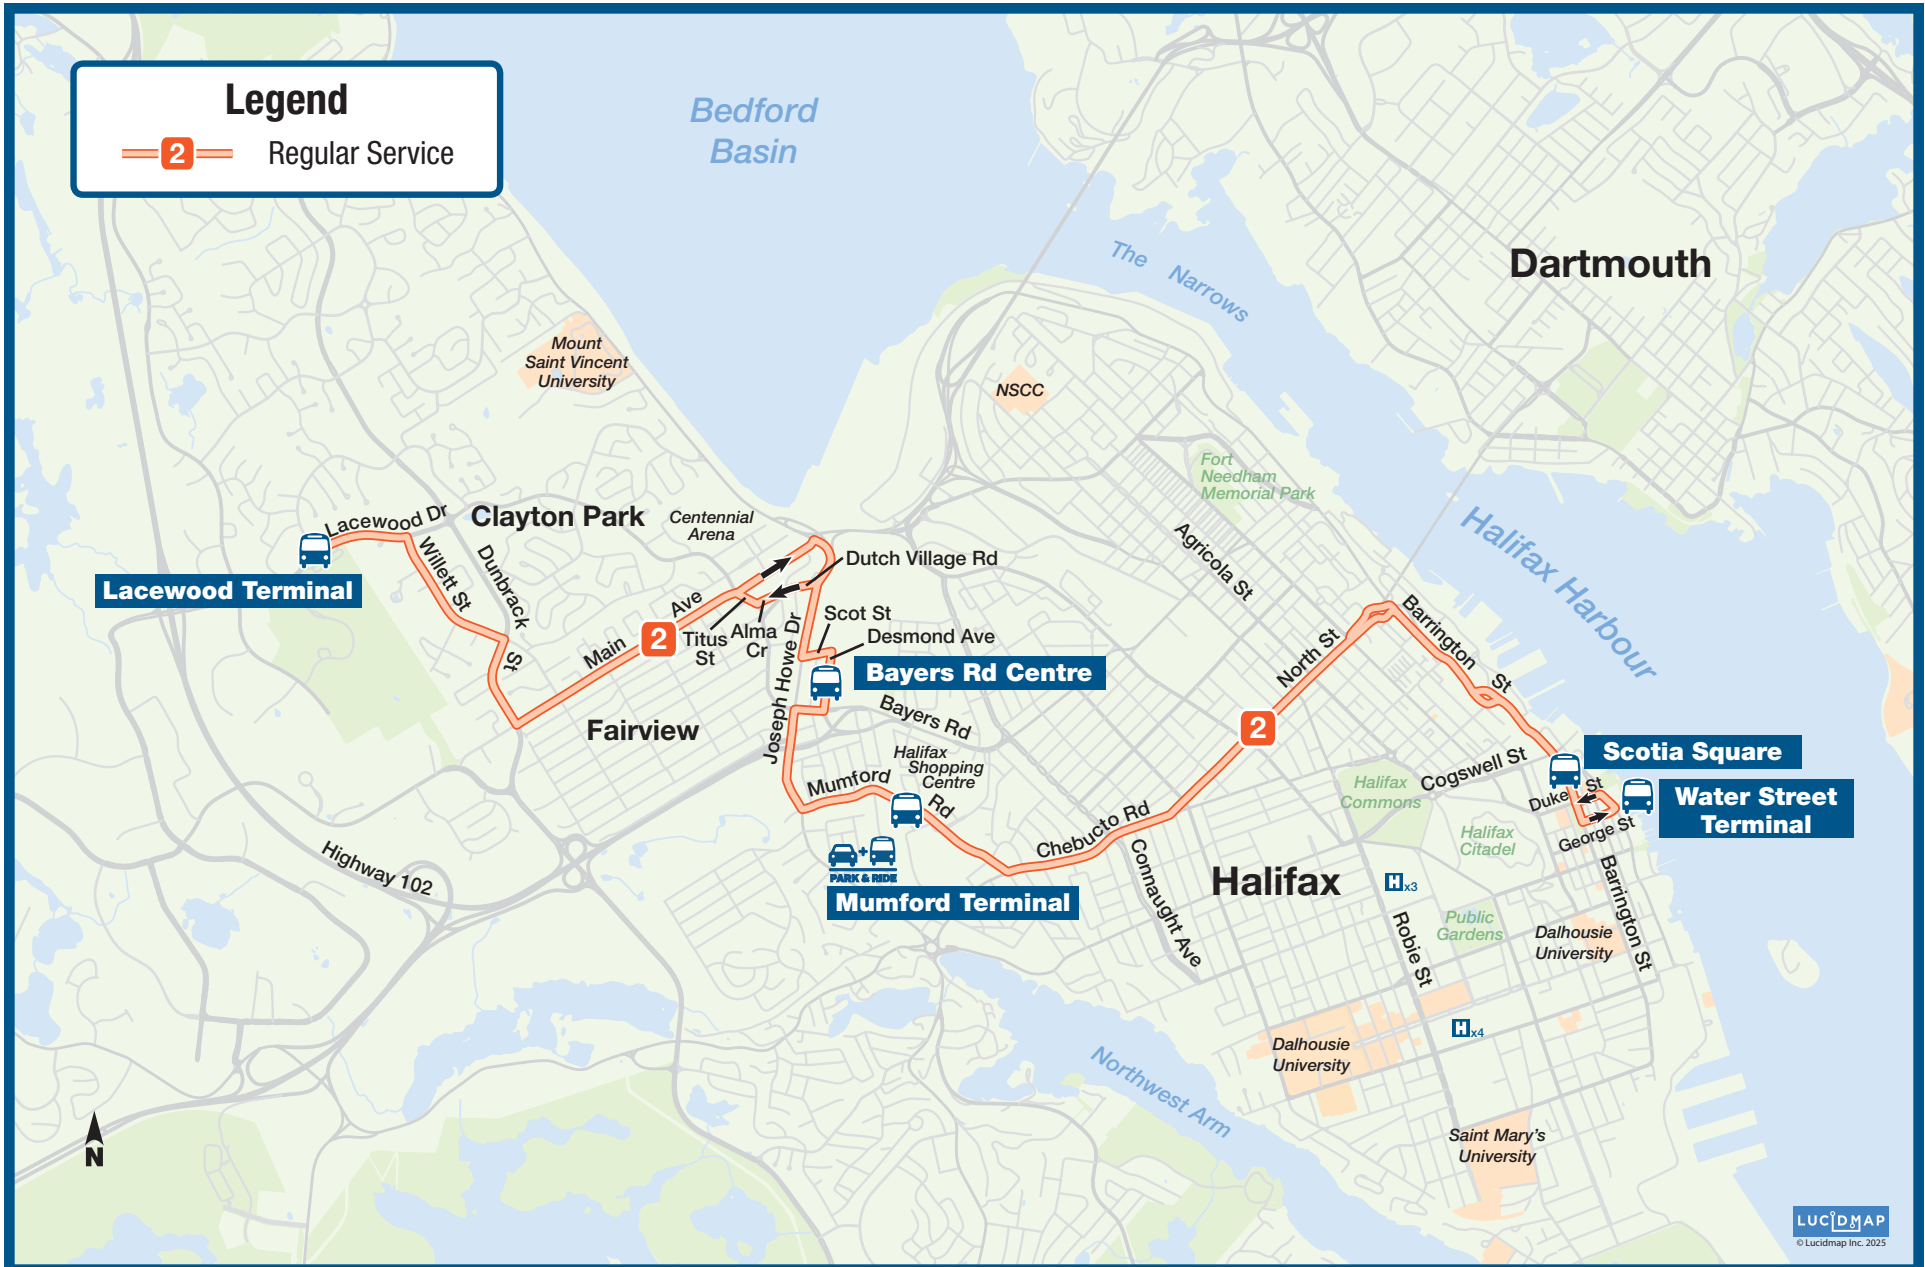 Legend
2
Regular Service
Bedford
Basin
The Narrows
Dartmouth
Mount
Saint Vincent
University
NSCC
Fort
Needham
Memorial Park
Halifax Harbour
Lacewood Dr
Clayton Park
Centennial
Arena
Agricola St
Lacewood Terminal
Willett St
Dunbrack
St
Dutch Village Rd
Main
Ave
2
Titus
St
Alma
Cr
Scot St
Desmond Ave
Joseph Howe Dr
Bayers Rd Centre
Barrington
St
North St
Fairview
Bayers Rd
2
Halifax
Shopping
Centre
Mumford
Rd
Scotia Square
Cogswell St
Halifax
Commons
Duke St
Water Street
Terminal
George St
Halifax
Citadel
Chebucto Rd
Highway 102
+
PARK & RIDE
Mumford Terminal
Connaught Ave
Halifax
H x3
Barrington St
Robie St
Public
Gardens
Dalhousie
University
H x4
Dalhousie
University
Northwest Arm
Saint Mary's
University
N
LUCIDMAP
© Lucidmap Inc. 2025